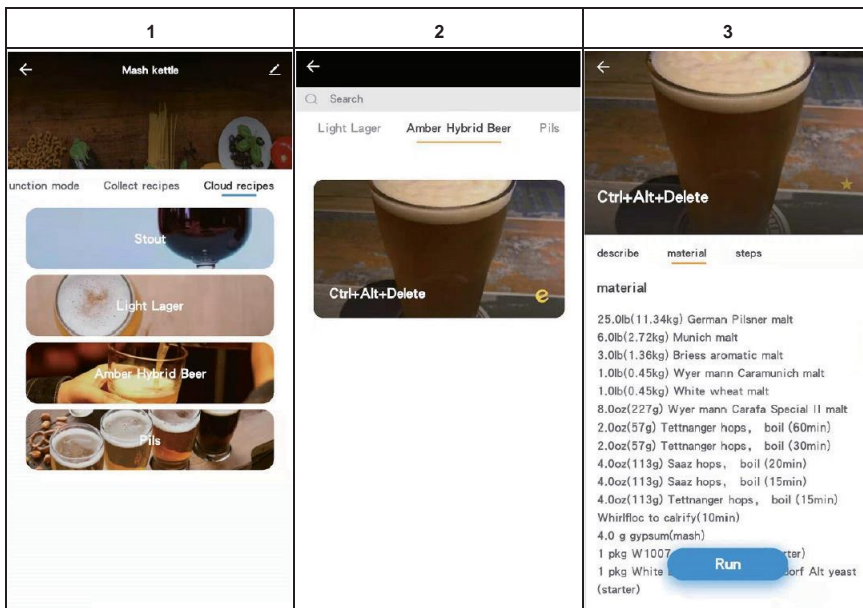 1
2
3
Mash kettle
unction mode Collect recipes Cloud recipes
Stout
Light Lager
Amber Hybrid Beer
Pils
Search
Light Lager Amber Hybrid Beer Pils
Ctrl+Alt+Delete
e
Ctrl+Alt+Delete
describe material steps
material
25.0lb(11.34kg) German Pilsner malt
6.0lb(2.72kg) Munich malt
3.0lb(1.36kg) Briess aromatic malt
1.0lb(0.45kg) Wyer mann Caramunich malt
1.0lb(0.45kg) White wheat malt
8.0oz(227g) Wyer mann Carafa Special II malt
2.0oz(57g) Tettnanger hops, boil (60min)
2.0oz(57g) Tettnanger hops, boil (30min)
4.0oz(113g) Saaz hops, boil (20min)
4.0oz(113g) Saaz hops, boil (15min)
4.0oz(113g) Tettnanger hops, boil (15min)
Whirlfloc to calrify(10min)
4.0 g gypsum(mash)
1 pkg W1007 ter)
Run
1 pkg White orf Alt yeast
(starter)